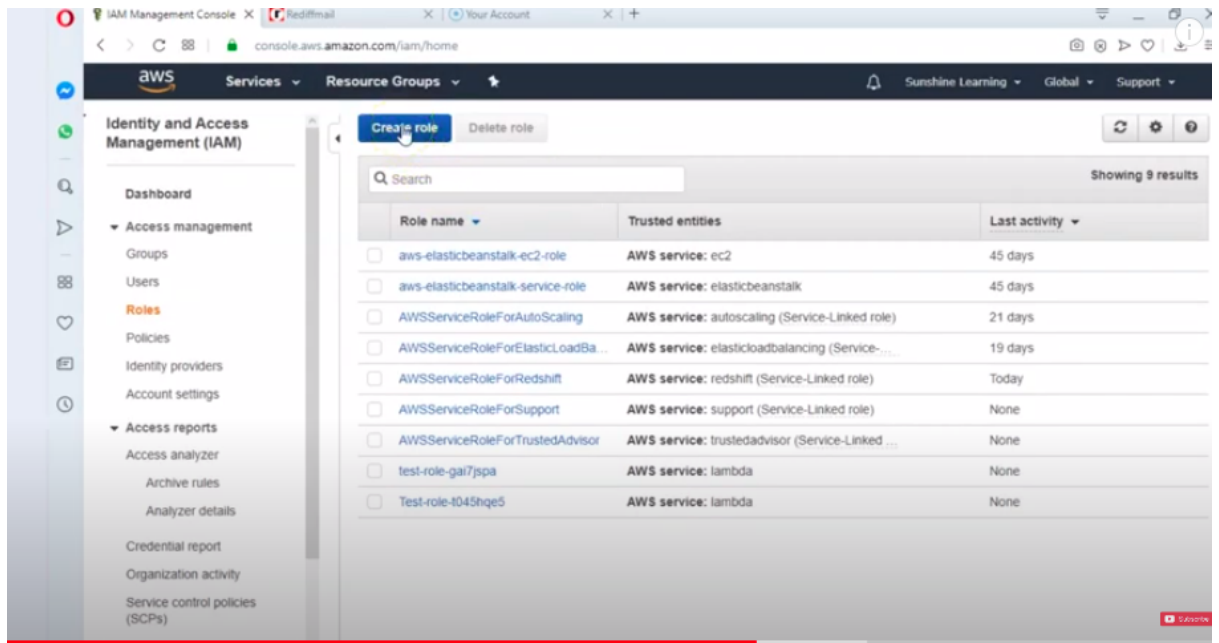 IAM Management Console
Rediffmail
Your Account
console.aws.amazon.com/iam/home
aws
Services
Resource Groups
Sunshine Learning
Global
Support
Identity and Access
Management (IAM)
Dashboard
Access management
Groups
Users
Roles
Policies
Identity providers
Account settings
Access reports
Access analyzer
Archive rules
Analyzer details
Credential report
Organization activity
Service control policies
(SCPs)
Create role
Delete role
Search
Showing 9 results
Role name
Trusted entities
Last activity
aws-elasticbeanstalk-ec2-role AWS service: ec2 45 days
aws-elasticbeanstalk-service-role AWS service: elasticbeanstalk 45 days
AWSServiceRoleForAutoScaling AWS service: autoscaling (Service-Linked role) 21 days
AWSServiceRoleForElasticLoadBa... AWS service: elasticloadbalancing (Service-... 19 days
AWSServiceRoleForRedshift AWS service: redshift (Service-Linked role) Today
AWSServiceRoleForSupport AWS service: support (Service-Linked role) None
AWSServiceRoleForTrustedAdvisor AWS service: trustedadvisor (Service-Linked ... None
test-role-gai7jspa AWS service: lambda None
Test-role-t045hqe5 AWS service: lambda None
Subscribe